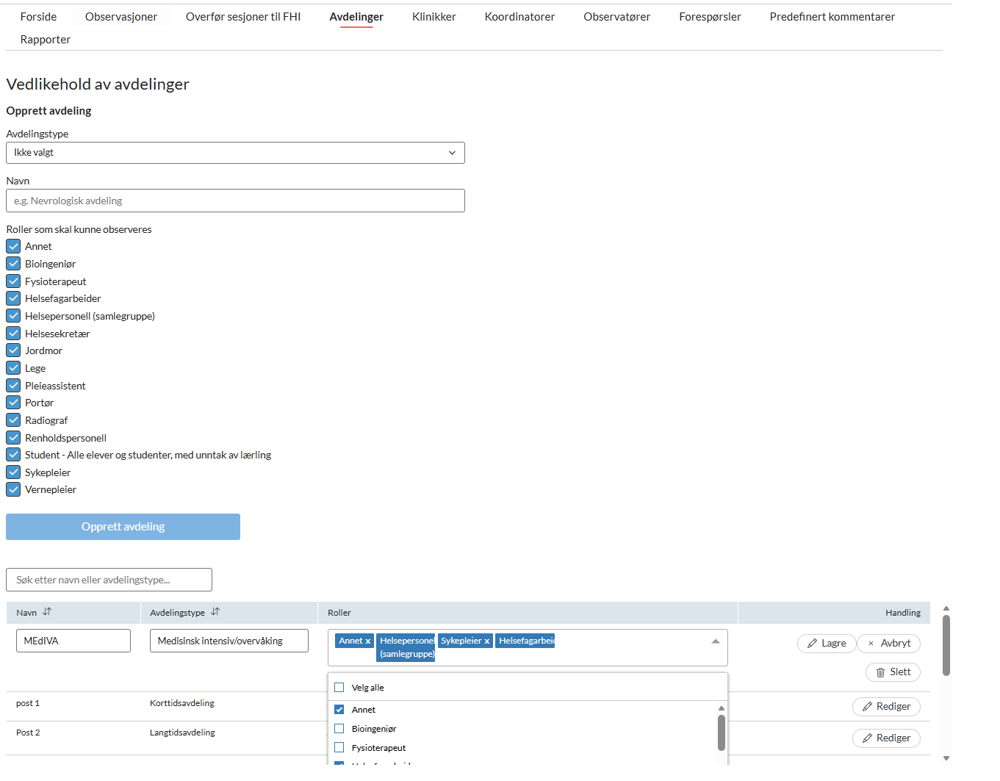 Forside Observasjoner Overfør sesjoner til FHI Avdelinger Klinikker Koordinatorer Observatører Forespørsler Predefinert kommentarer
Rapporter
Vedlikehold av avdelinger
Opprett avdeling
Avdelingstype
Ikke valgt
Navn
e.g. Nevrologisk avdeling
Roller som skal kunne observeres
Annet
Bioingeniør
Fysioterapeut
Helsefagarbeider
Helsepersonell (samlegruppe)
Helsesekretær
Jordmor
Lege
Pleieassistent
Portør
Radiograf
Renholdspersonell
Student - Alle elever og studenter, med unntak av lærling
Sykepleier
Vernepleier
Opprett avdeling
Søk etter navn eller avdelingstype...
Navn Avdelingstype Roller Handling
MEdIVA Medisinsk intensiv/overvåking Annet x Helsepersonel Sykepleier x Helsefagarbeid Lagre × Avbryt
(samlegruppe)
Slett
Velg alle
post 1 Korttidsavdeling Annet Rediger
Bioingeniør
Post 2 Langtidsavdeling Rediger
Fysioterapeut